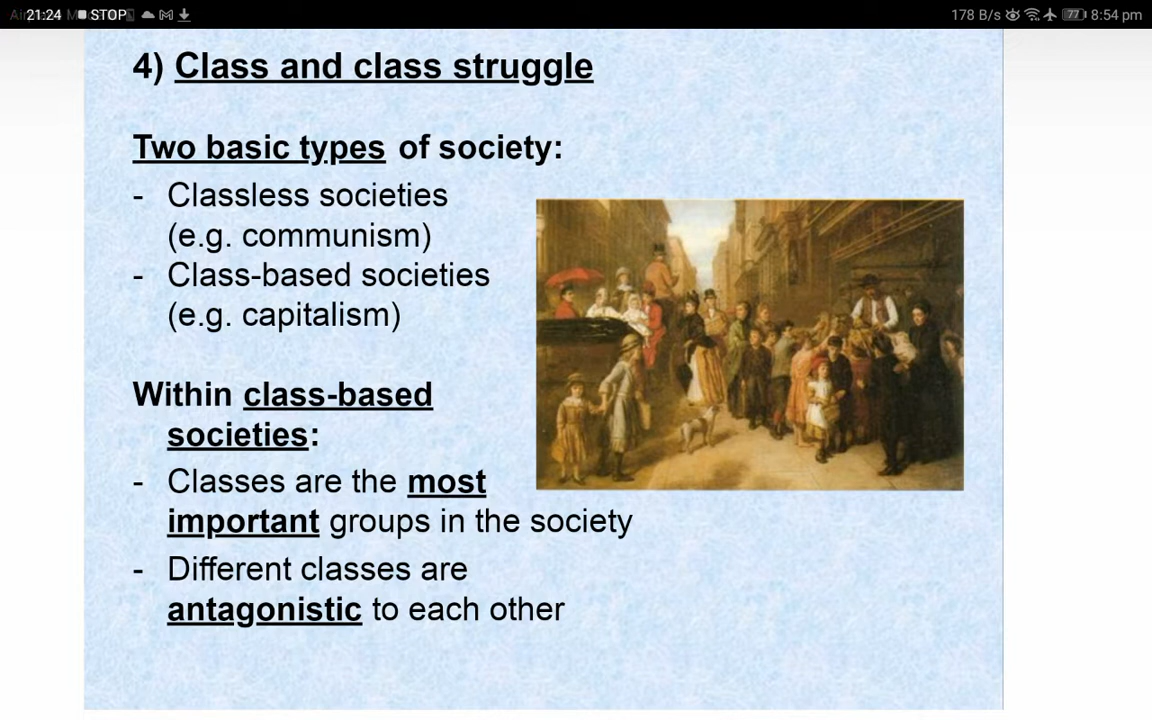 21:24 STOP 178 B/s 77 8:54 pm
4) Class and class struggle
Two basic types of society:
- Classless societies
(e.g. communism)
- Class-based societies
(e.g. capitalism)
Within class-based
societies:
- Classes are the most
important groups in the society
- Different classes are
antagonistic to each other